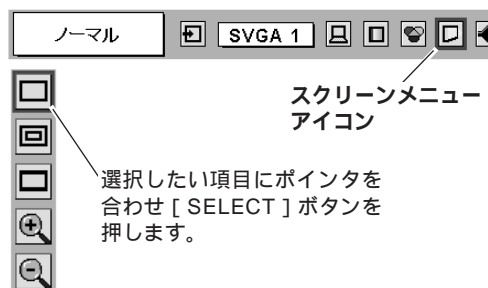 ノーマル
SVGA 1
スクリーンメニュー
アイコン
選択したい項目にポインタを
合わせ［SELECT］ボタンを
押します。